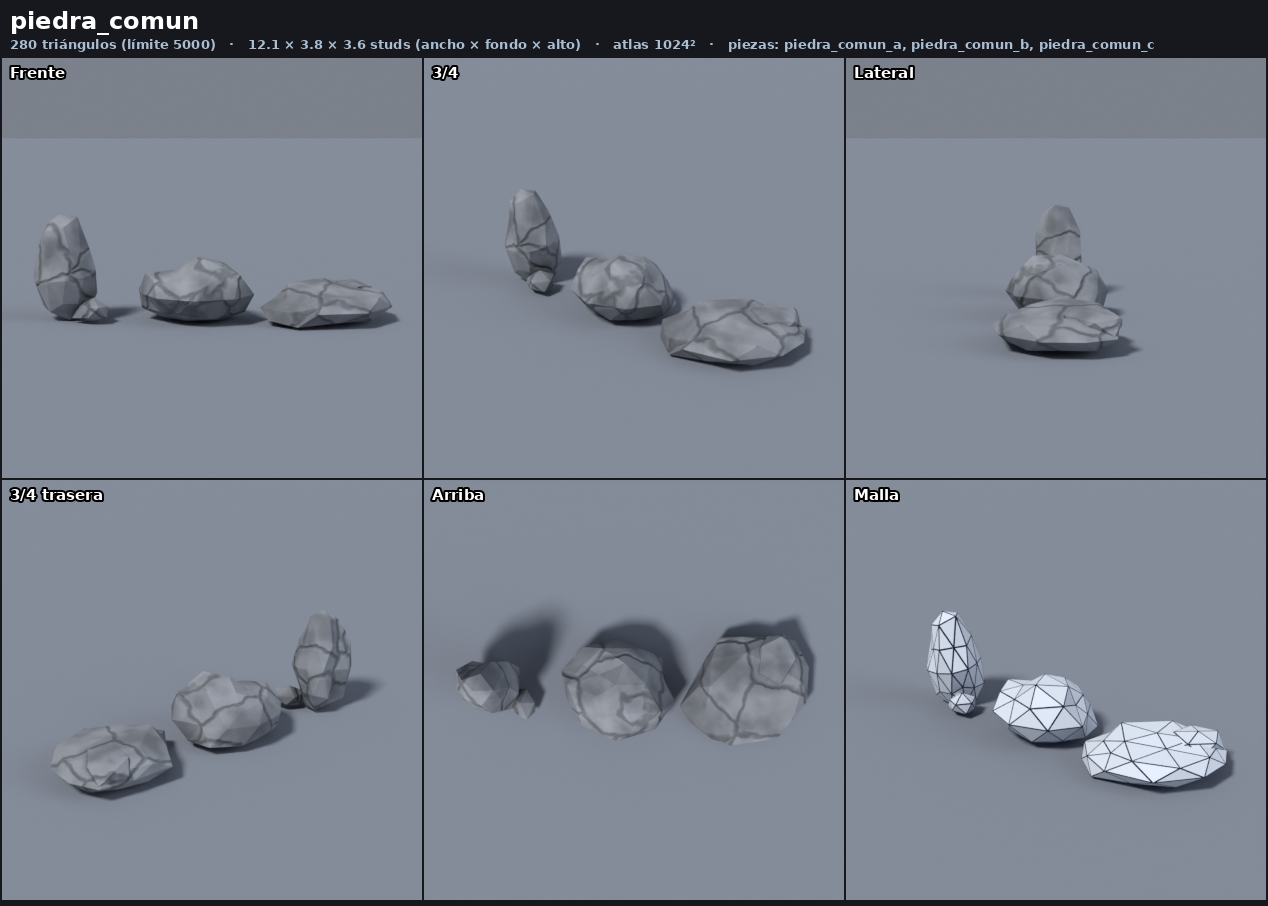 piedra_comun
280 triángulos (límite 5000)   ·   12.1 × 3.8 × 3.6 studs (ancho × fondo × alto)   ·   atlas 1024²   ·   piezas: piedra_comun_a, piedra_comun_b, piedra_comun_c
Frente
3/4
Lateral
3/4 trasera
Arriba
Malla